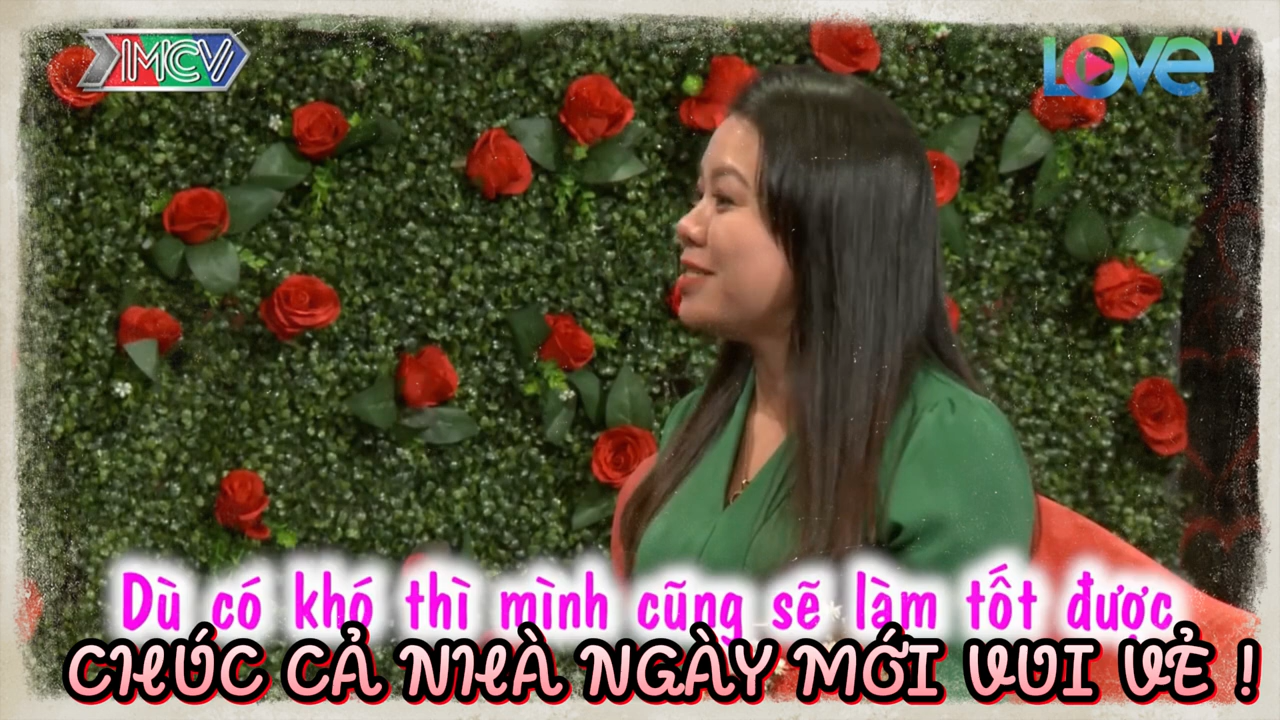 MCV
LOVE TV
Dù có khó thì mình cũng sẽ làm tốt được
CHÚC CẢ NHÀ NGÀY MỚI VUI VẺ !